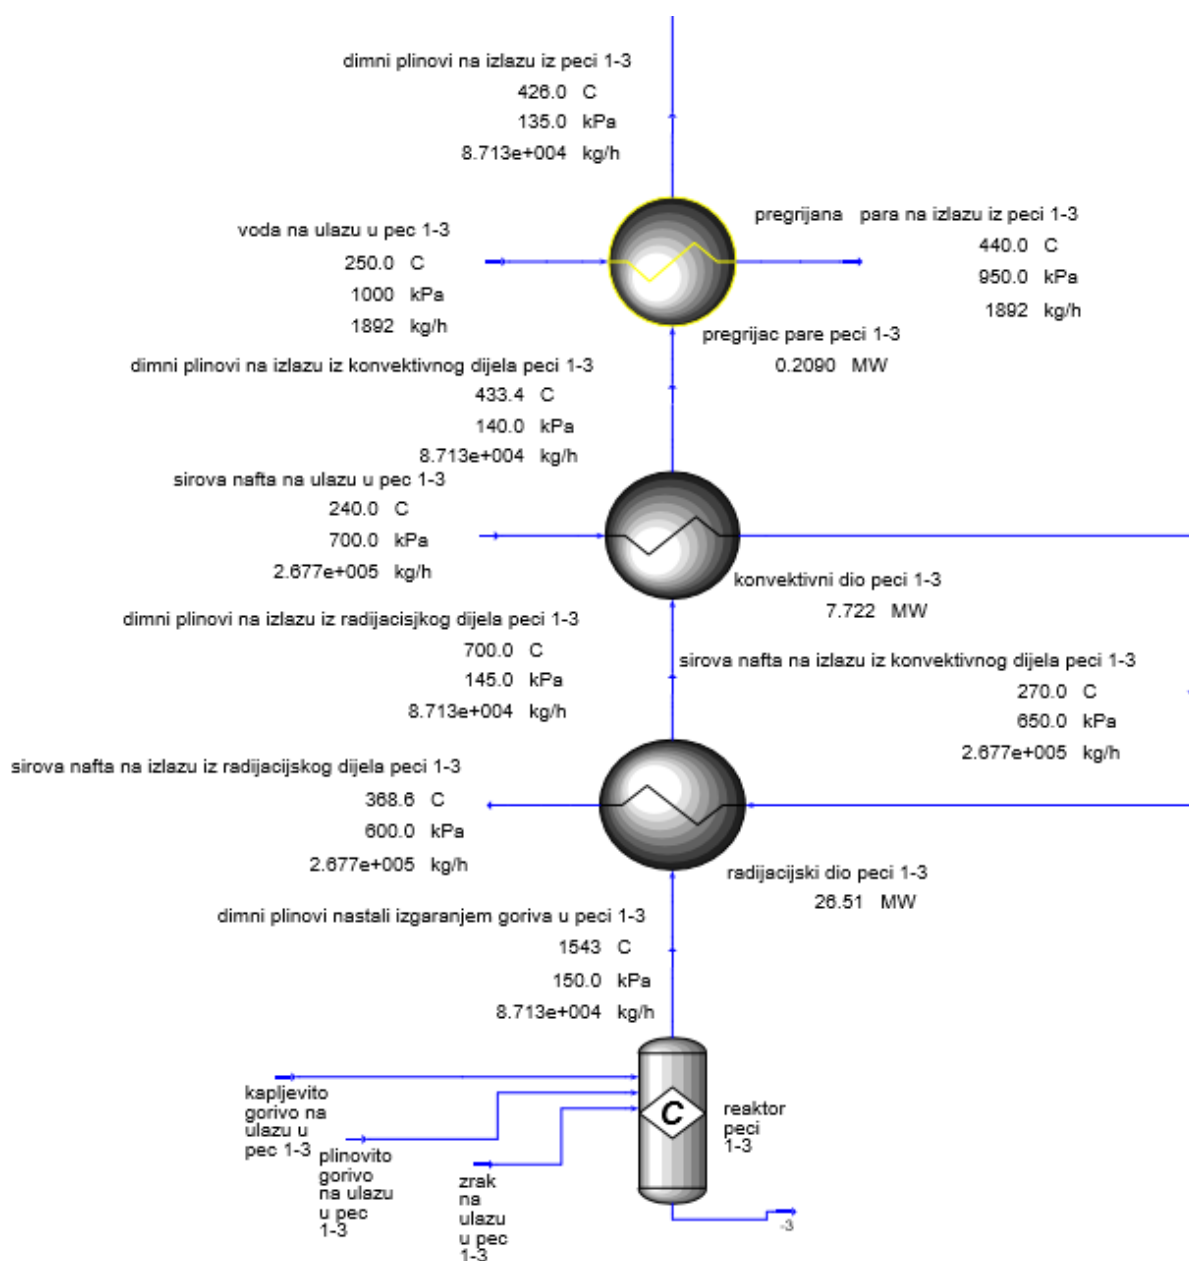 dimni plinovi na izlazu iz peci 1-3
426.0 C
135.0 kPa
8.713e+004 kg/h
voda na ulazu u pec 1-3
250.0 C
1000 kPa
1892 kg/h
pregrijana para na izlazu iz peci 1-3
440.0 C
950.0 kPa
1892 kg/h
pregrijac pare peci 1-3
0.2090 MW
dimni plinovi na izlazu iz konvektivnog dijela peci 1-3
433.4 C
140.0 kPa
8.713e+004 kg/h
sirova nafta na ulazu u pec 1-3
240.0 C
700.0 kPa
2.677e+005 kg/h
konvektivni dio peci 1-3
7.722 MW
dimni plinovi na izlazu iz radijacisjkog dijela peci 1-3
700.0 C
145.0 kPa
8.713e+004 kg/h
sirova nafta na izlazu iz konvektivnog dijela peci 1-3
270.0 C
650.0 kPa
2.677e+005 kg/h
sirova nafta na izlazu iz radijacijskog dijela peci 1-3
368.6 C
600.0 kPa
2.677e+005 kg/h
radijacijski dio peci 1-3
26.51 MW
dimni plinovi nastali izgaranjem goriva u peci 1-3
1543 C
150.0 kPa
8.713e+004 kg/h
kapljevito
gorivo na
ulazu u
pec 1-3
plinovito
gorivo
na ulazu
u pec
1-3
zrak
na
ulazu
u pec
1-3
C
reaktor
peci
1-3
-3